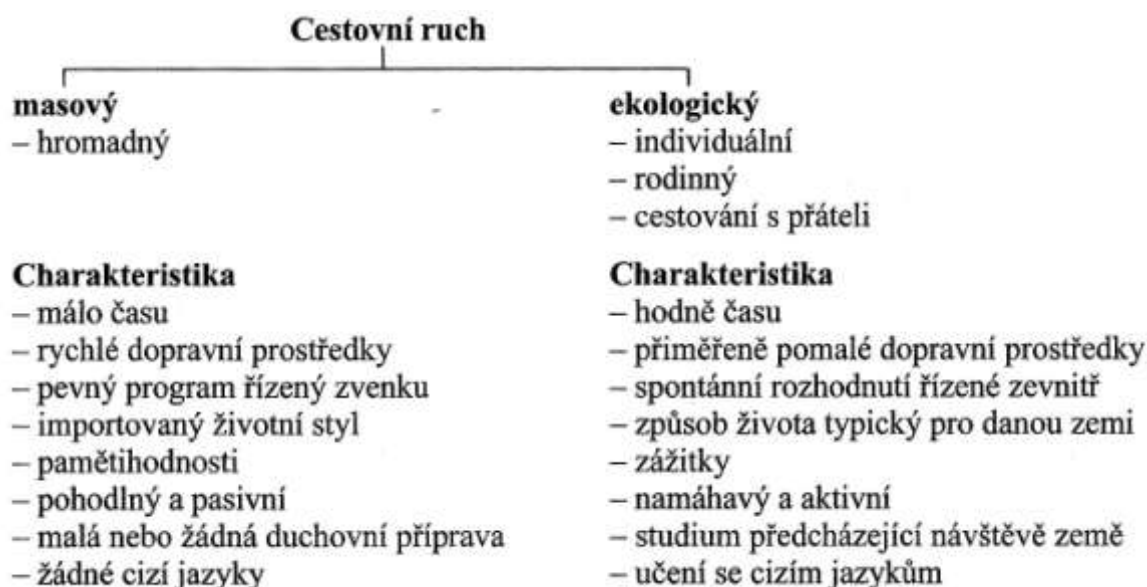 Cestovní ruch
masový
– hromadný
ekologický
– individuální
– rodinný
– cestování s přáteli
Charakteristika
– málo času
– rychlé dopravní prostředky
– pevný program řízený zvenku
– importovaný životní styl
– pamětihodnosti
– pohodlný a pasivní
– malá nebo žádná duchovní příprava
– žádné cizí jazyky
Charakteristika
– hodně času
– přiměřeně pomalé dopravní prostředky
– spontánní rozhodnutí řízené zevnitř
– způsob života typický pro danou zemi
– zážitky
– namáhavý a aktivní
– studium předcházející návštěvě země
– učení se cizím jazykům